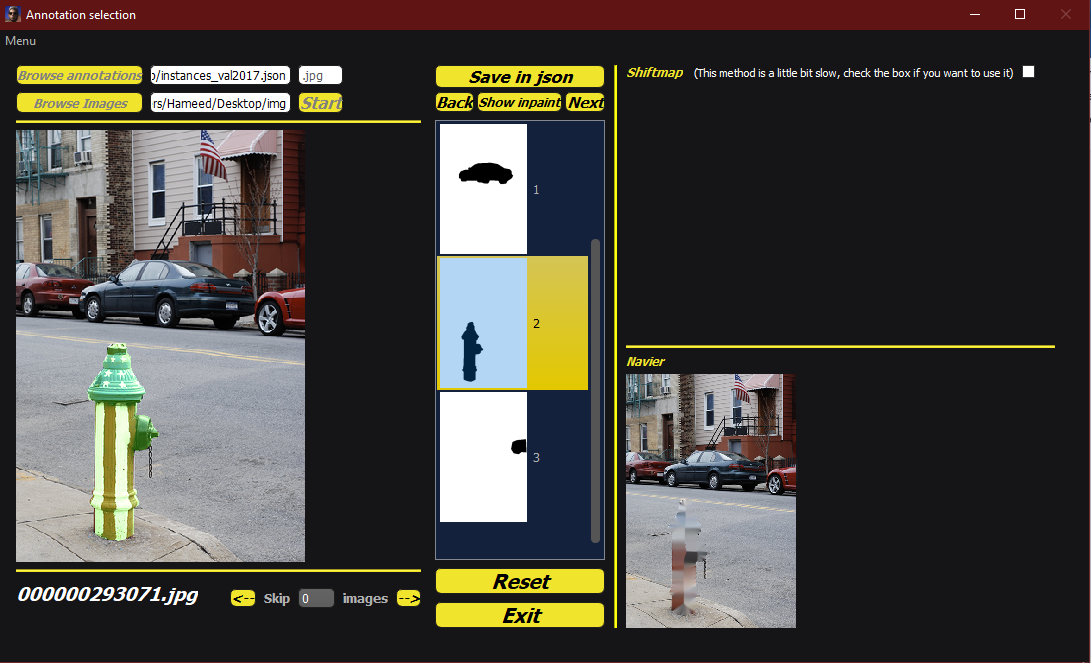 Annotation selection
Menu
Browse annotations
o/instances_val2017.json
.jpg
Browse Images
rs/Hameed/Desktop/img
Start
Save in json
Back
Show inpaint
Next
1
2
3
Reset
Exit
000000293071.jpg
<--
Skip
0
images
-->
Shiftmap
(This method is a little bit slow, check the box if you want to use it)
Navier